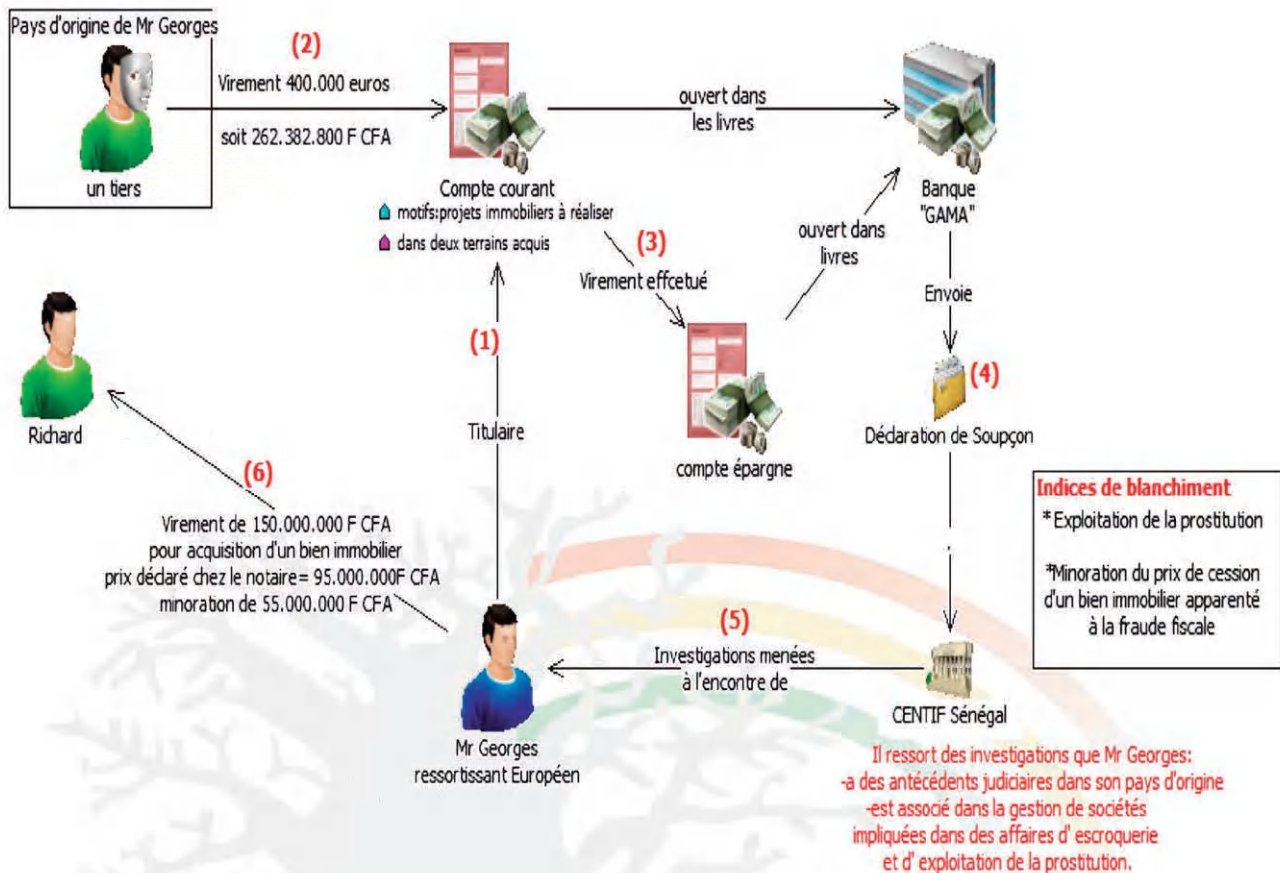 Pays d'origine de Mr Georges
un tiers
(2)
Virement 400.000 euros
soit 262.382.800 F CFA
Compte courant
motifs:projets immobiliers à réaliser
dans deux terrains acquis
ouvert dans
les livres
Banque
"GAMA"
(3)
Virement effcetué
ouvert dans
livres
compte épargne
Envoie
(4)
Déclaration de Soupçon
(1)
Titulaire
Richard
(6)
Virement de 150.000.000 F CFA
pour acquisition d'un bien immobilier
prix déclaré chez le notaire= 95.000.000F CFA
minoration de 55.000.000 F CFA
Indices de blanchiment
* Exploitation de la prostitution
*Minoration du prix de cession
d'un bien immobilier apparenté
à la fraude fiscale
(5)
Investigations menées
à l'encontre de
Mr Georges
ressortissant Européen
CENTIF Sénégal
Il ressort des investigations que Mr Georges:
-a des antécédents judiciaires dans son pays d'origine
-est associé dans la gestion de sociétés
impliquées dans des affaires d' escroquerie
et d' exploitation de la prostitution.